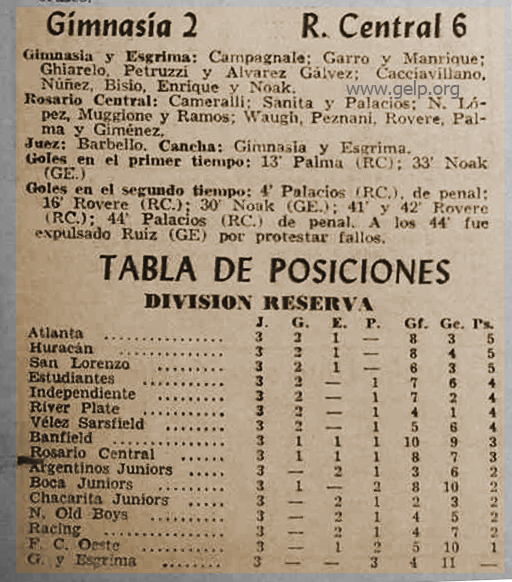 Gimnasia 2 R. Central 6
Gimnasia y Esgrima: Campagnale; Garro y Manrique;
Ghiarelo, Petruzzi y Alvarez Gálvez; Cacciavillano,
Núñez, Bisio, Enrique y Noak.
www.gelp.org
Rosario Central: Cameralli; Sanita y Palacios; N. Ló-
pez, Muggione y Ramos; Waugh, Peznani, Rovere, Pal-
ma y Giménez.
Juez: Barbello. Cancha: Gimnasia y Esgrima.
Goles en el primer tiempo: 13' Palma (RC); 33' Noak
(GE.)
Goles en el segundo tiempo: 4' Palacios (RC.), de penal;
16' Rovere (RC.); 30' Noak (GE.); 41' y 42' Rovere
(RC.); 44' Palacios (RC.) de penal. A los 44' fue
expulsado Ruiz (GE) por protestar fallos.
TABLA DE POSICIONES
DIVISION RESERVA
J. G. E. P. Gf. Gc. Ps.
Atlanta .......... 3 2 1 — 8 3 5
Huracán .......... 3 2 1 — 8 4 5
San Lorenzo .......... 3 2 1 — 6 3 5
Estudiantes .......... 3 2 — 1 7 6 4
Independiente .......... 3 2 — 1 7 2 4
River Plate .......... 3 2 — 1 4 1 4
Vélez Sarsfield ....... 3 2 — 1 5 6 4
Banfield .......... 3 1 1 1 10 9 3
Rosario Central ...... 3 1 1 1 8 7 3
Argentinos Juniors ..... 3 — 2 1 3 6 2
Boca Juniors ........ 3 1 — 2 8 10 2
Chacarita Juniors ..... 3 — 2 1 2 3 2
N. Old Boys ......... 3 — 2 1 4 5 2
Racing .......... 3 — 2 1 4 7 2
F. C. Oeste ......... 3 — 1 2 5 10 1
G. y Esgrima ........ 3 — — 3 4 11 —